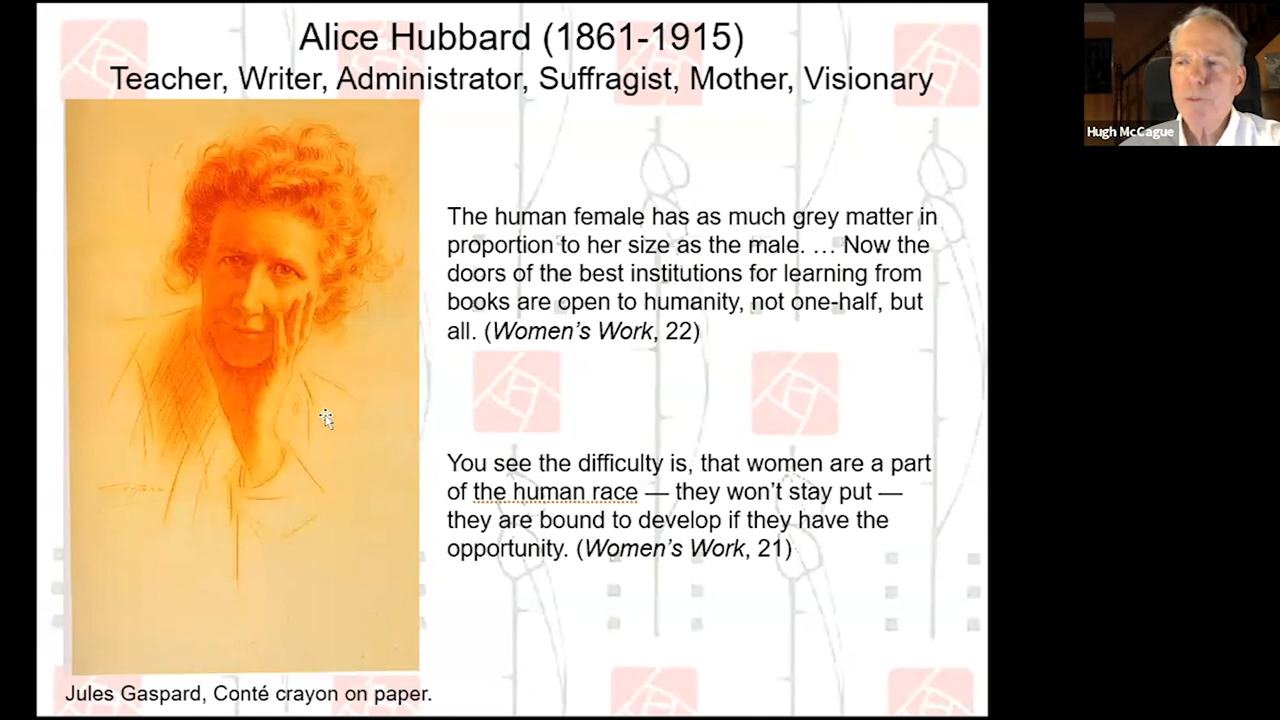 Alice Hubbard (1861-1915)
Teacher, Writer, Administrator, Suffragist, Mother, Visionary
Hugh McCague
The human female has as much grey matter in
proportion to her size as the male. … Now the
doors of the best institutions for learning from
books are open to humanity, not one-half, but
all. (Women’s Work, 22)
You see the difficulty is, that women are a part
of the human race — they won’t stay put —
they are bound to develop if they have the
opportunity. (Women’s Work, 21)
Jules Gaspard, Conté crayon on paper.